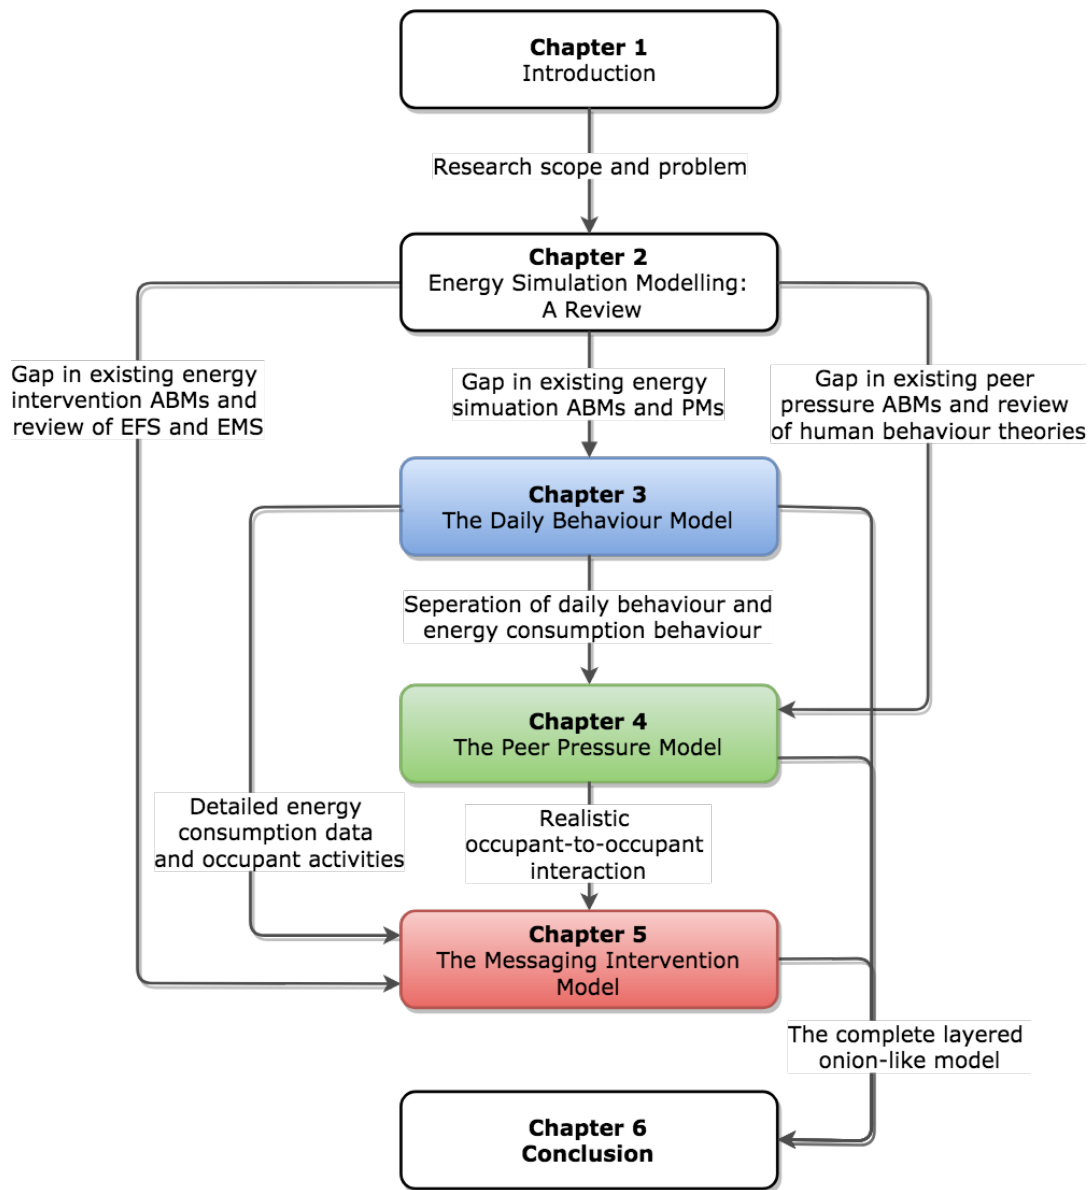 Chapter 1
Introduction
Research scope and problem
Chapter 2
Energy Simulation Modelling:
A Review
Gap in existing energy
intervention ABMs and
review of EFS and EMS
Gap in existing energy
simuation ABMs and PMs
Gap in existing peer
pressure ABMs and review
of human behaviour theories
Chapter 3
The Daily Behaviour Model
Seperation of daily behaviour and
energy consumption behaviour
Chapter 4
The Peer Pressure Model
Detailed energy
consumption data
and occupant activities
Realistic
occupant-to-occupant
interaction
Chapter 5
The Messaging Intervention
Model
The complete layered
onion-like model
Chapter 6
Conclusion